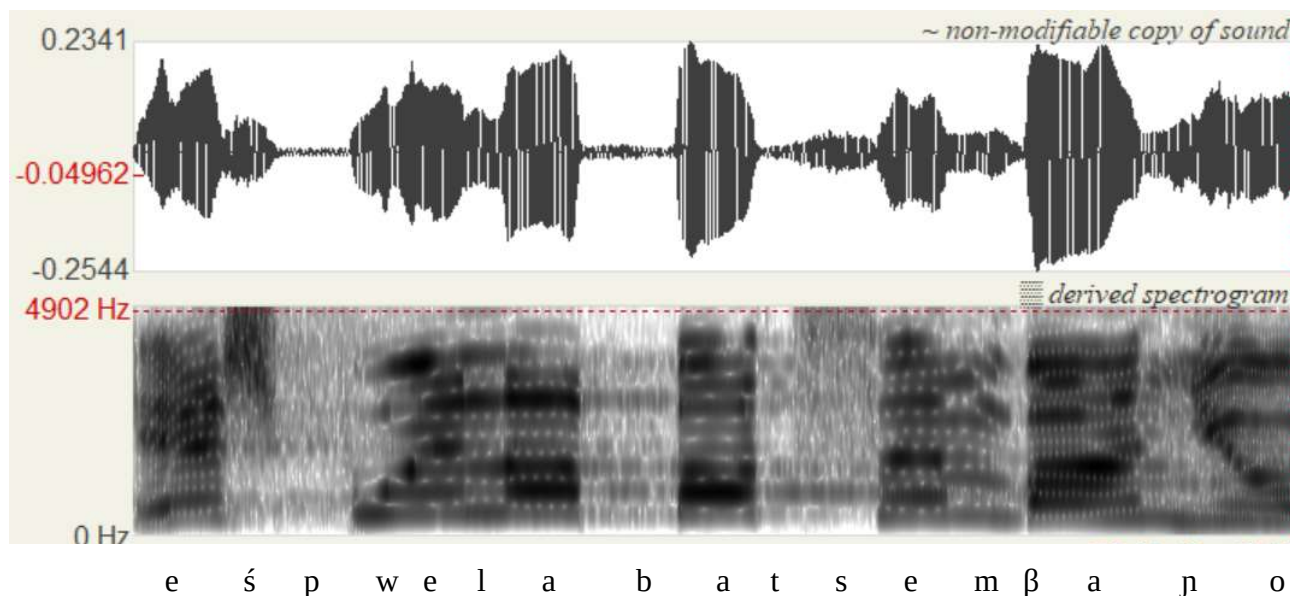 0.2341
~ non-modifiable copy of sound
-0.04962
-0.2544
4902 Hz
derived spectrogram
0 Hz
e ś p w e l a b a t s e m β a ɲ o